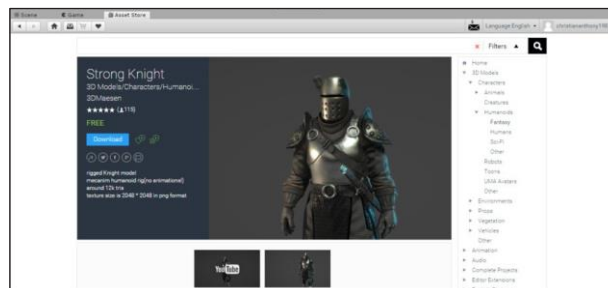 Scene
Game
Asset Store
Language:English
Filters
Strong Knight
3D Models/Characters/Humanoi...
3DMaesen
FREE
Download
rigged Knight model
mecanim humanoid rig(no animational)
around 12k tris
texture size is 2048 * 2048 in png format
YouTube
Home
3D Models
Characters
Animals
Creatures
Humanoids
Fantasy
Humans
Sci-Fi
Other
Robots
Toons
UMA Avatars
Other
Environments
Props
Vegetation
Vehicles
Other
Animation
Audio
Complete Projects
Editor Extensions